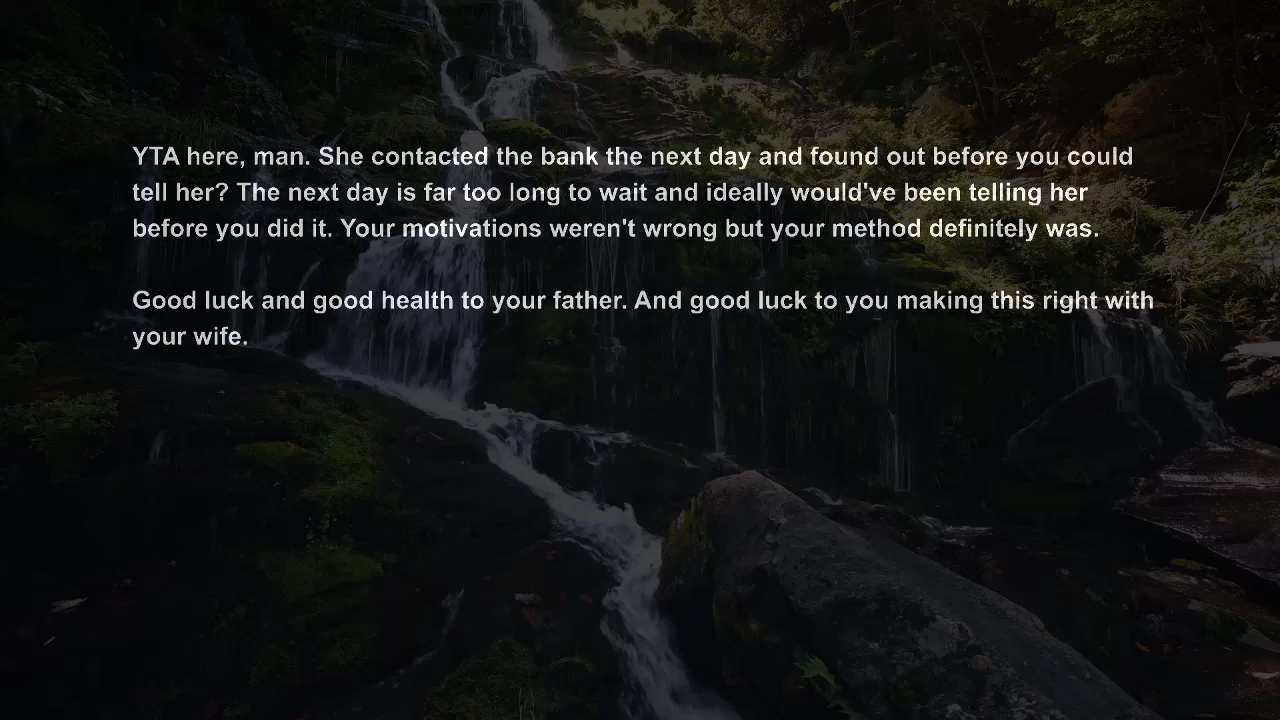 YTA here, man. She contacted the bank the next day and found out before you could
tell her? The next day is far too long to wait and ideally would've been telling her
before you did it. Your motivations weren't wrong but your method definitely was.
Good luck and good health to your father. And good luck to you making this right with
your wife.